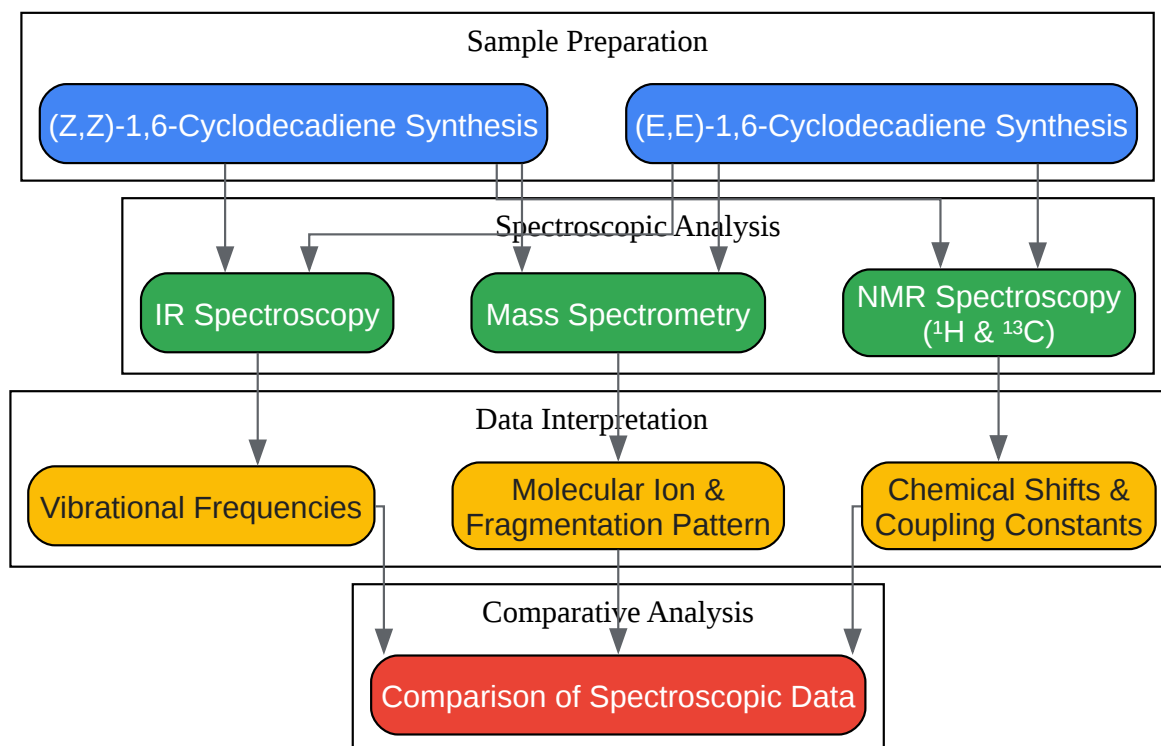 Sample Preparation
(Z,Z)-1,6-Cyclodecadiene Synthesis
(E,E)-1,6-Cyclodecadiene Synthesis
Spectroscopic Analysis
IR Spectroscopy
Mass Spectrometry
NMR Spectroscopy
(¹H & ¹³C)
Data Interpretation
Vibrational Frequencies
Molecular Ion &
Fragmentation Pattern
Chemical Shifts &
Coupling Constants
Comparative Analysis
Comparison of Spectroscopic Data